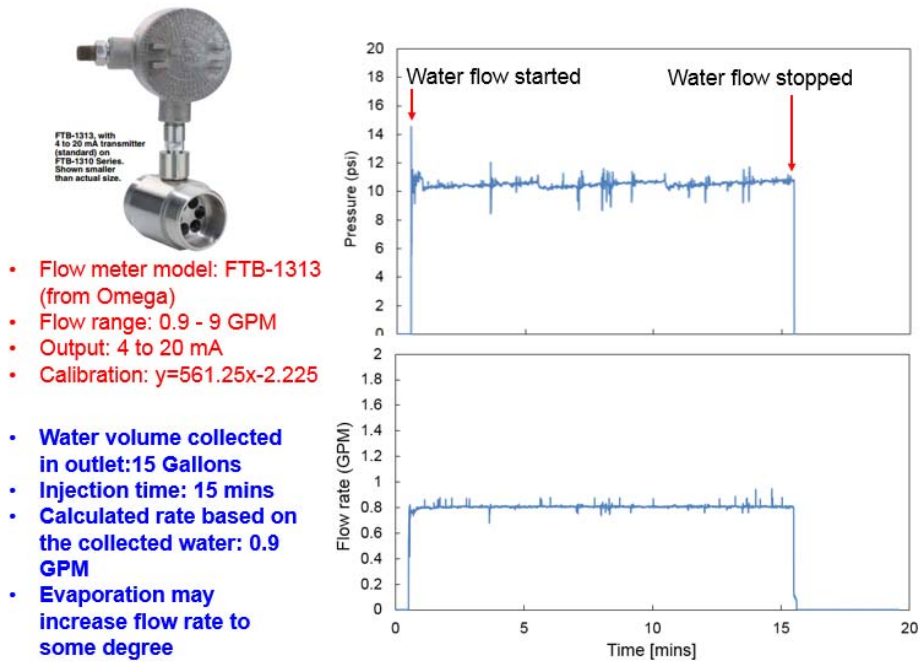 FTB-1313, with
4 to 20 mA transmitter
(standard) on
FTB-1310 Series.
Shown smaller
than actual size.
• Flow meter model: FTB-1313
(from Omega)
• Flow range: 0.9 - 9 GPM
• Output: 4 to 20 mA
• Calibration: y=561.25x-2.225
• Water volume collected
in outlet:15 Gallons
• Injection time: 15 mins
• Calculated rate based on
the collected water: 0.9
GPM
• Evaporation may
increase flow rate to
some degree
Water flow started
Water flow stopped
Pressure (psi)
20
18
16
14
12
10
8
6
4
2
0
Flow rate (GPM)
2
1.8
1.6
1.4
1.2
1
0.8
0.6
0.4
0.2
0
0 5 10 15 20
Time [mins]